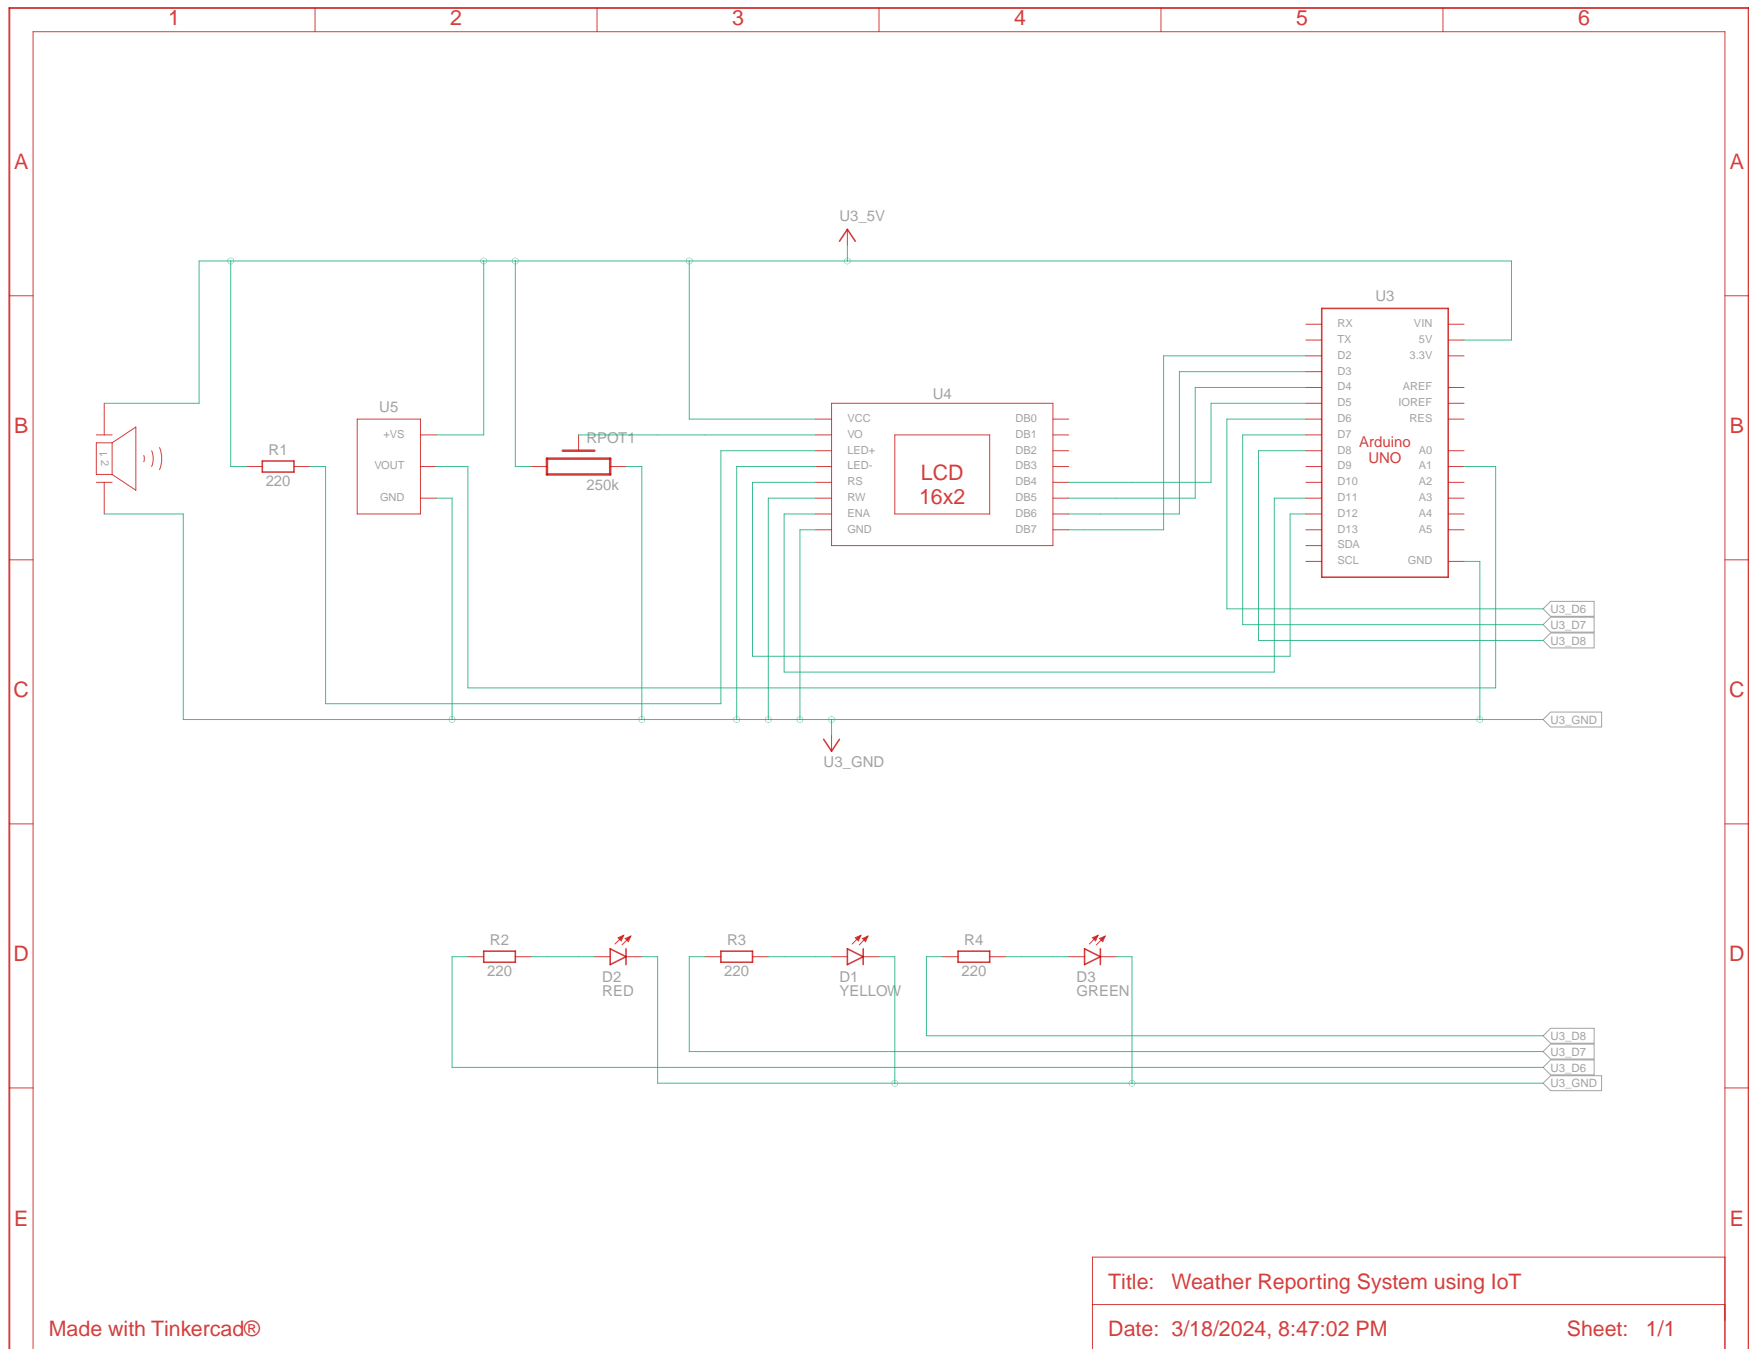 1 2 3 4 5 6
A A
U3_5V
U3
RX VIN
TX 5V
D2 3.3V
D3
D4 AREF
D5 IOREF
D6 RES
D7
Arduino
UNO
D8 A0
D9 A1
D10 A2
D11 A3
D12 A4
D13 A5
SDA
SCL GND
B B
U4
VCC DB0
VO DB1
LED+ DB2
LED- DB3
RS DB4
RW DB5
ENA DB6
GND DB7
LCD
16x2
U5
+VS
VOUT
GND
RPOT1
250k
R1
220
1 2
U3_D6
U3_D7
U3_D8
C C
U3_GND
U3_GND
D D
R2
220
D2
RED
R3
220
D1
YELLOW
R4
220
D3
GREEN
U3_D8
U3_D7
U3_D6
U3_GND
E E
Title: Weather Reporting System using IoT
Made with Tinkercad®
Date: 3/18/2024, 8:47:02 PM Sheet: 1/1